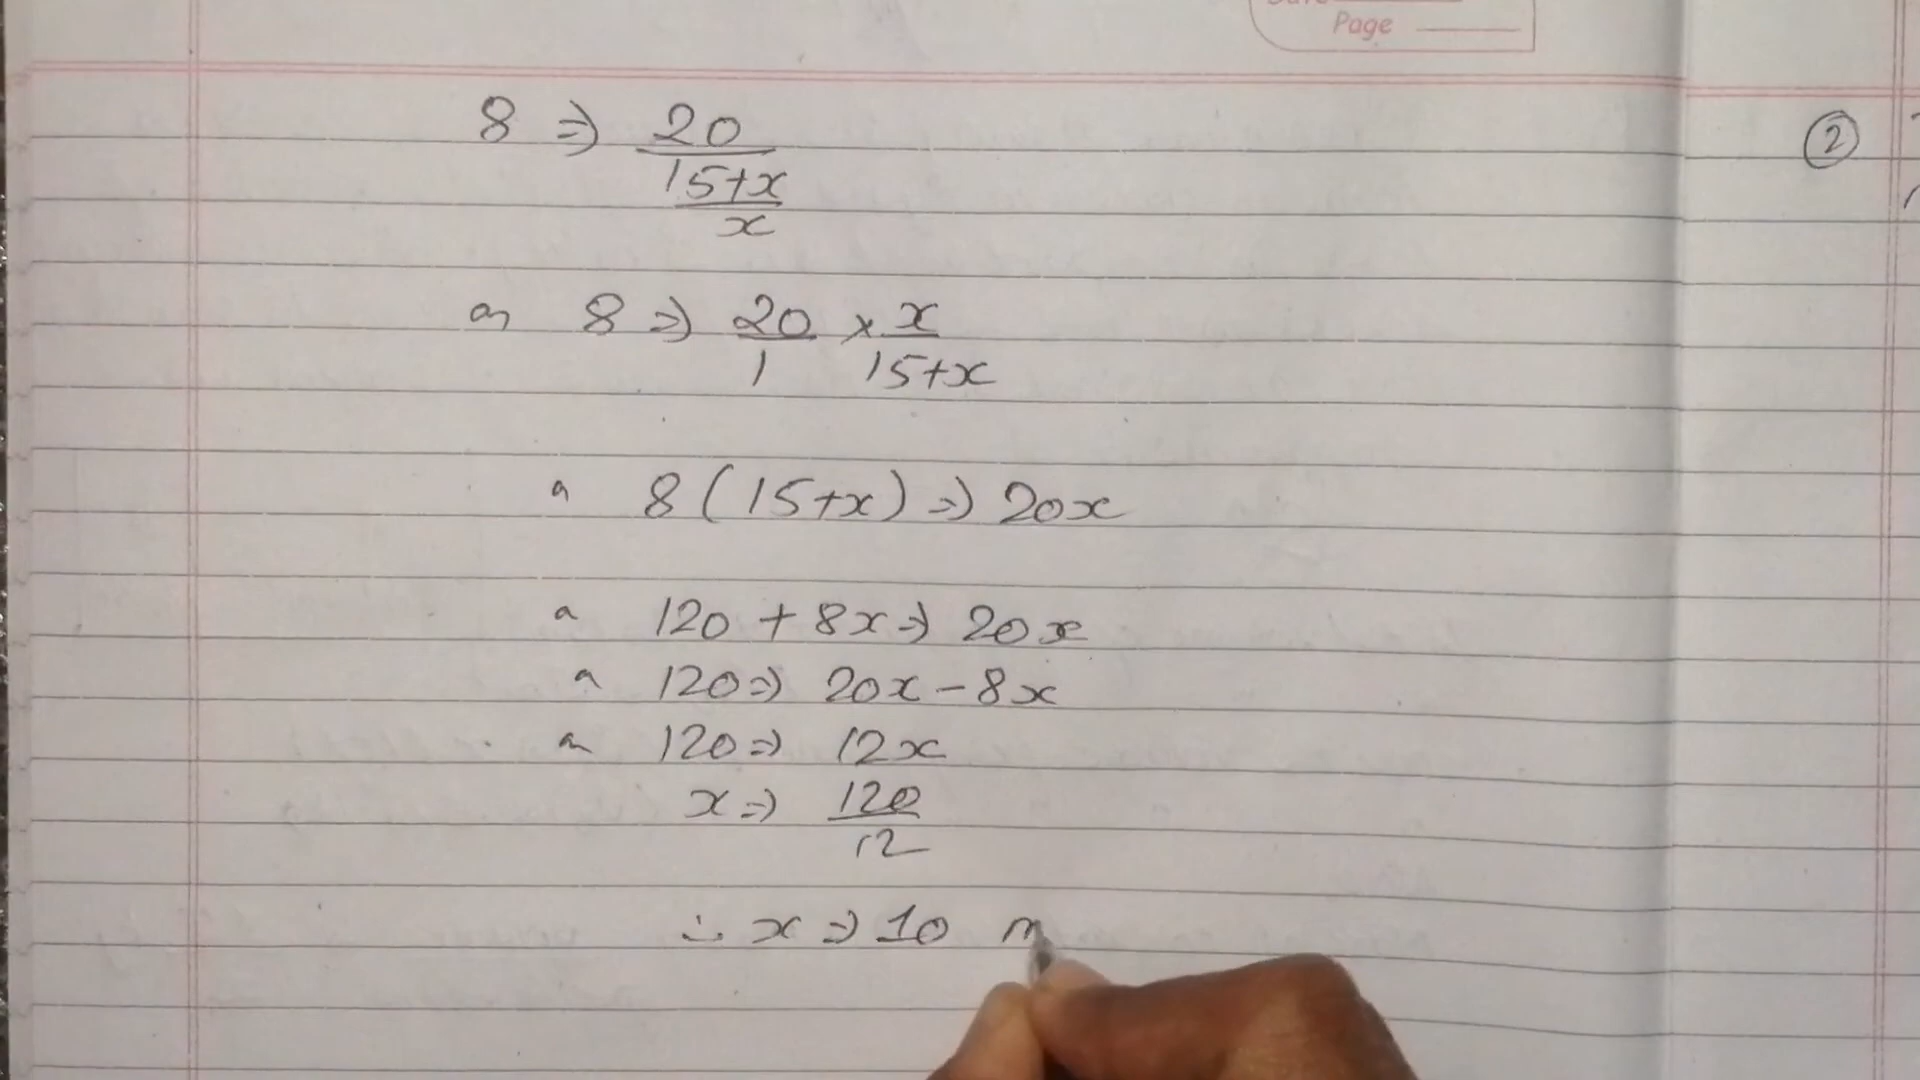 Page
②
8 ⇒ 20
15+x
x
or 8 ⇒ 20/1 × x/15+x
or 8(15+x) ⇒ 20x
or 120 + 8x ⇒ 20x
or 120 ⇒ 20x - 8x
or 120 ⇒ 12x
x ⇒ 120/12
∴ x ⇒ 10 m